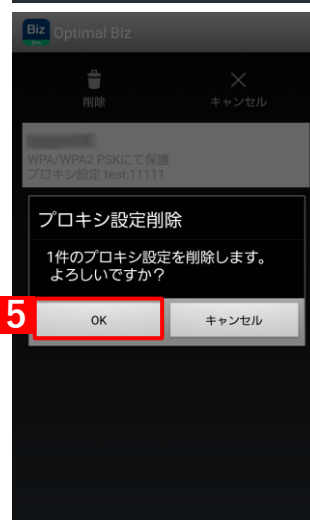 Biz Optimal Biz
削除 キャンセル
WPA/WPA2 PSKにて保護
プロキシ設定 test:11111
プロキシ設定削除
1件のプロキシ設定を削除します。
よろしいですか？
5 OK キャンセル